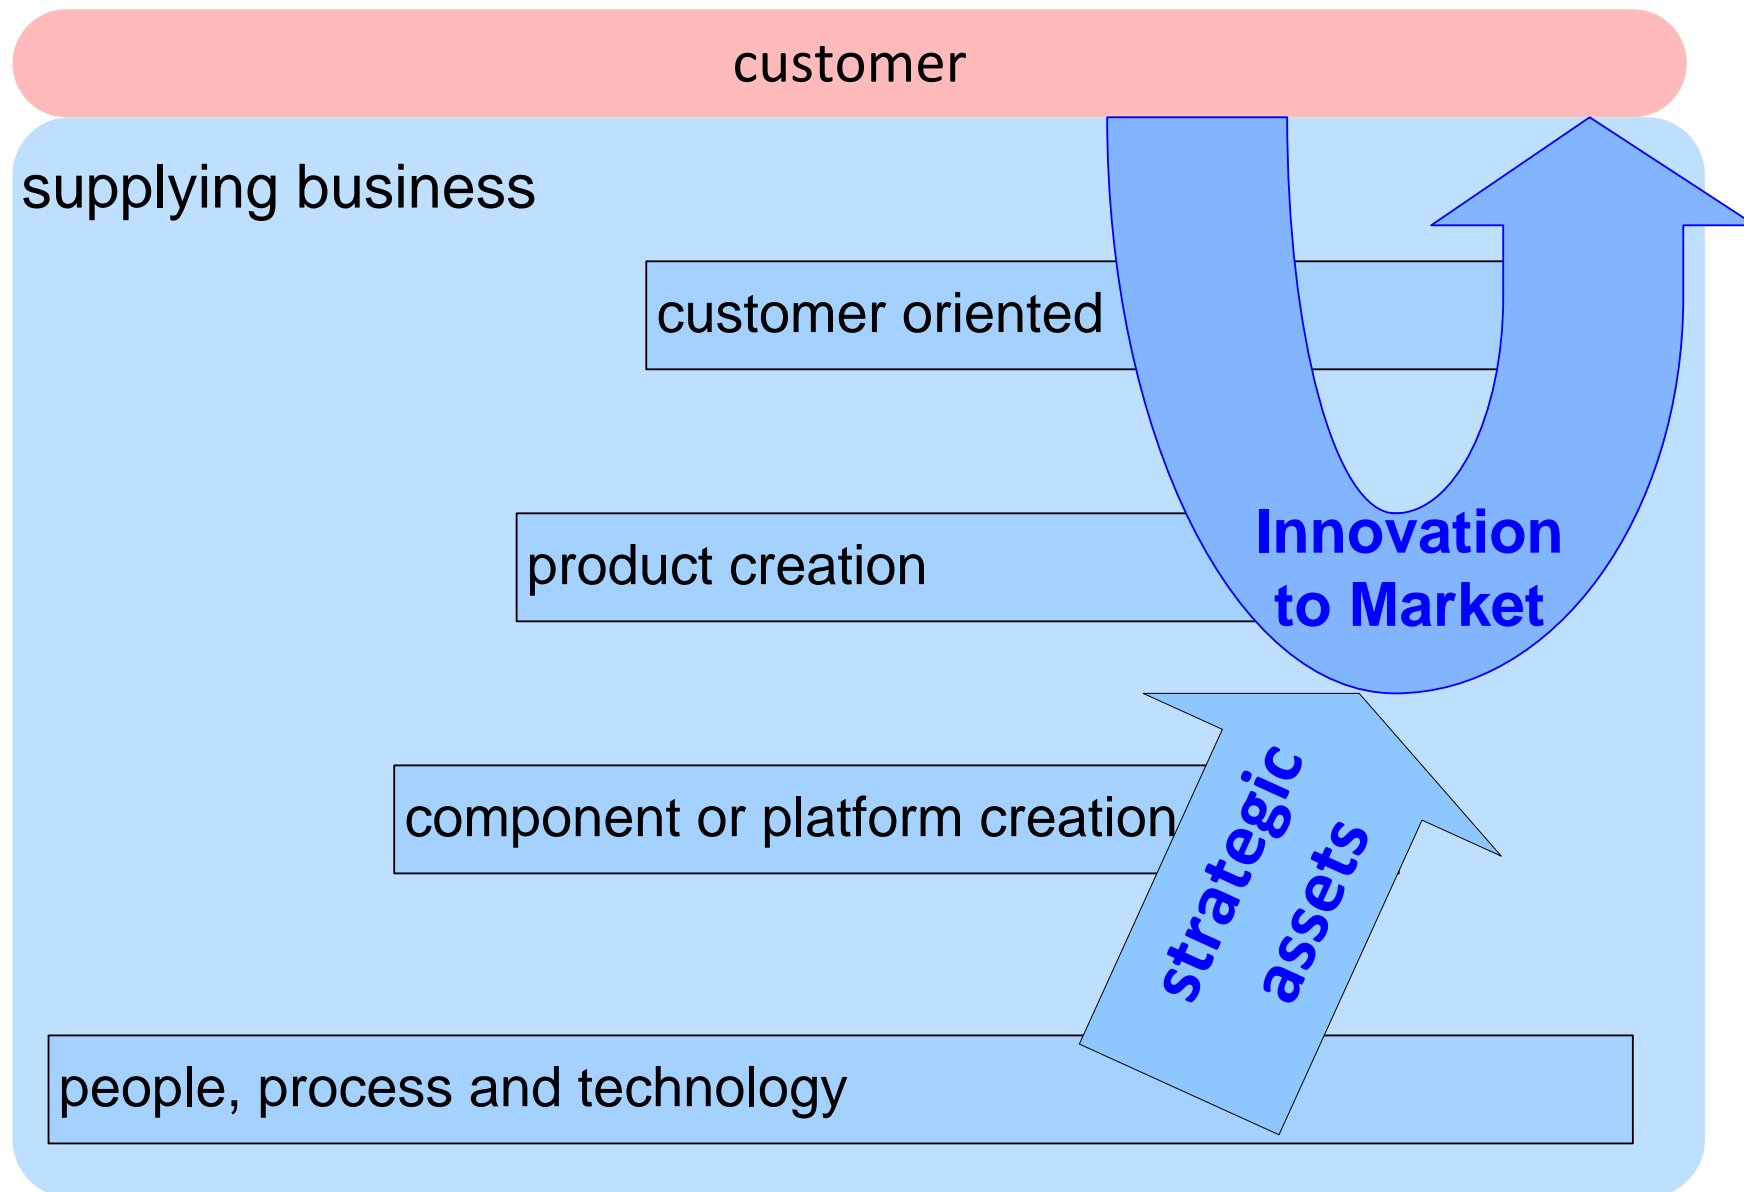 customer
supplying business
customer oriented
product creation
Innovation
to Market
component or platform creation
strategic
assets
people, process and technology